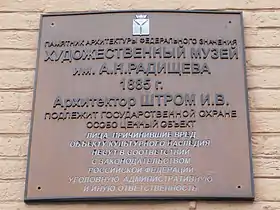 ПАМЯТНИК АРХИТЕКТУРЫ ФЕДЕРАЛЬНОГО ЗНАЧЕНИЯ
ХУДОЖЕСТВЕННЫЙ МУЗЕЙ
им. А.Н.РАДИЩЕВА
1885 г.
Архитектор ШТРОМ И.В.
ПОДЛЕЖИТ ГОСУДАРСТВЕННОЙ ОХРАНЕ
ОСОБО ЦЕННЫЙ ОБЪЕКТ
ЛИЦА, ПРИЧИНИВШИЕ ВРЕД
ОБЪЕКТУ КУЛЬТУРНОГО НАСЛЕДИЯ
НЕСУТ В СООТВЕТСТВИИ
С ЗАКОНОДАТЕЛЬСТВОМ
РОССИЙСКОЙ ФЕДЕРАЦИИ
УГОЛОВНУЮ, АДМИНИСТРАТИВНУЮ
И ИНУЮ ОТВЕТСТВЕННОСТЬ